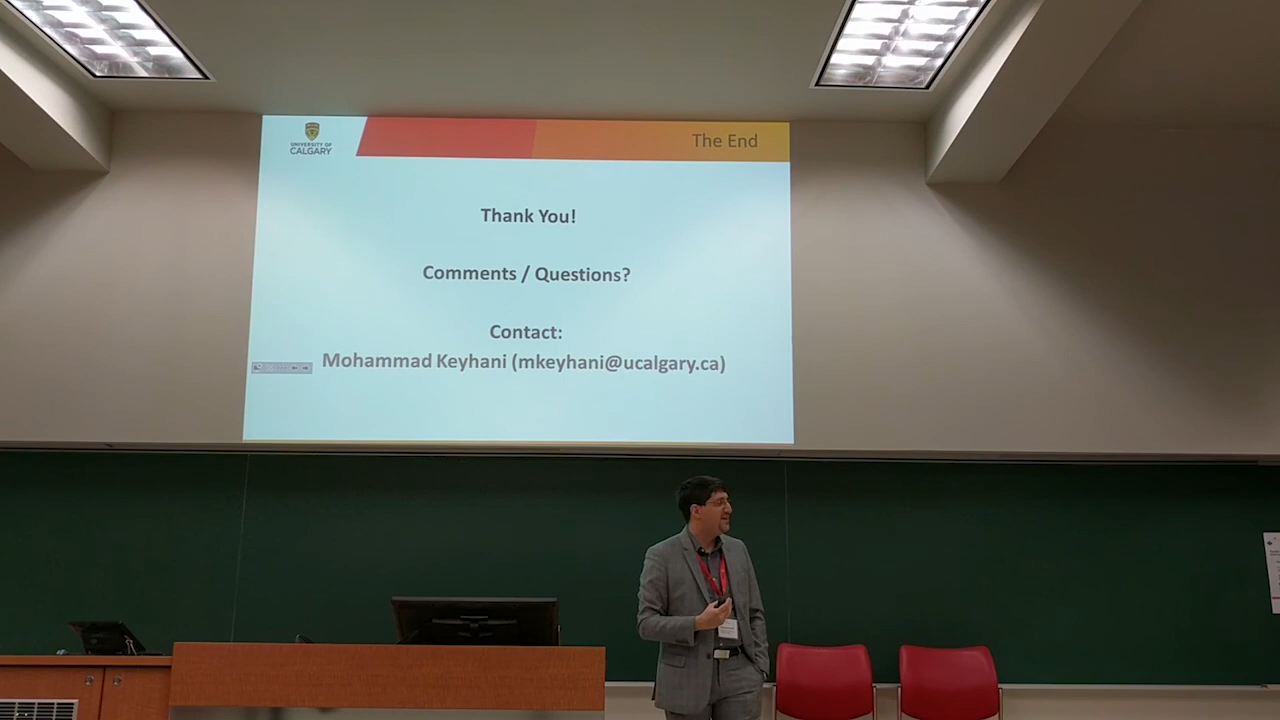 UNIVERSITY OF
CALGARY
The End
Thank You!
Comments / Questions?
Contact:
Mohammad Keyhani (mkeyhani@ucalgary.ca)